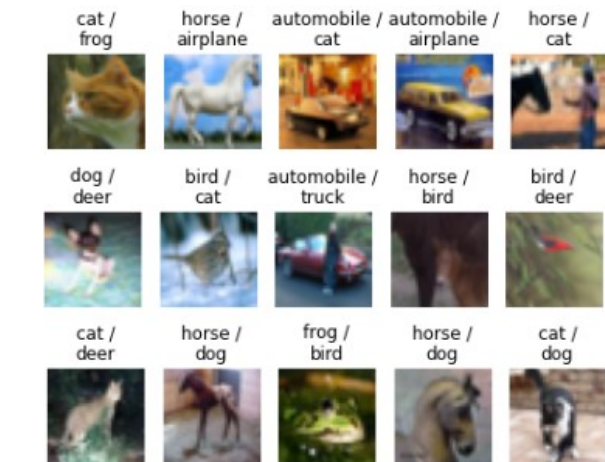 cat /
frog
horse /
airplane
automobile /
cat
automobile /
airplane
horse /
cat
dog /
deer
bird /
cat
automobile /
truck
horse /
bird
bird /
deer
cat /
deer
horse /
dog
frog /
bird
horse /
dog
cat /
dog